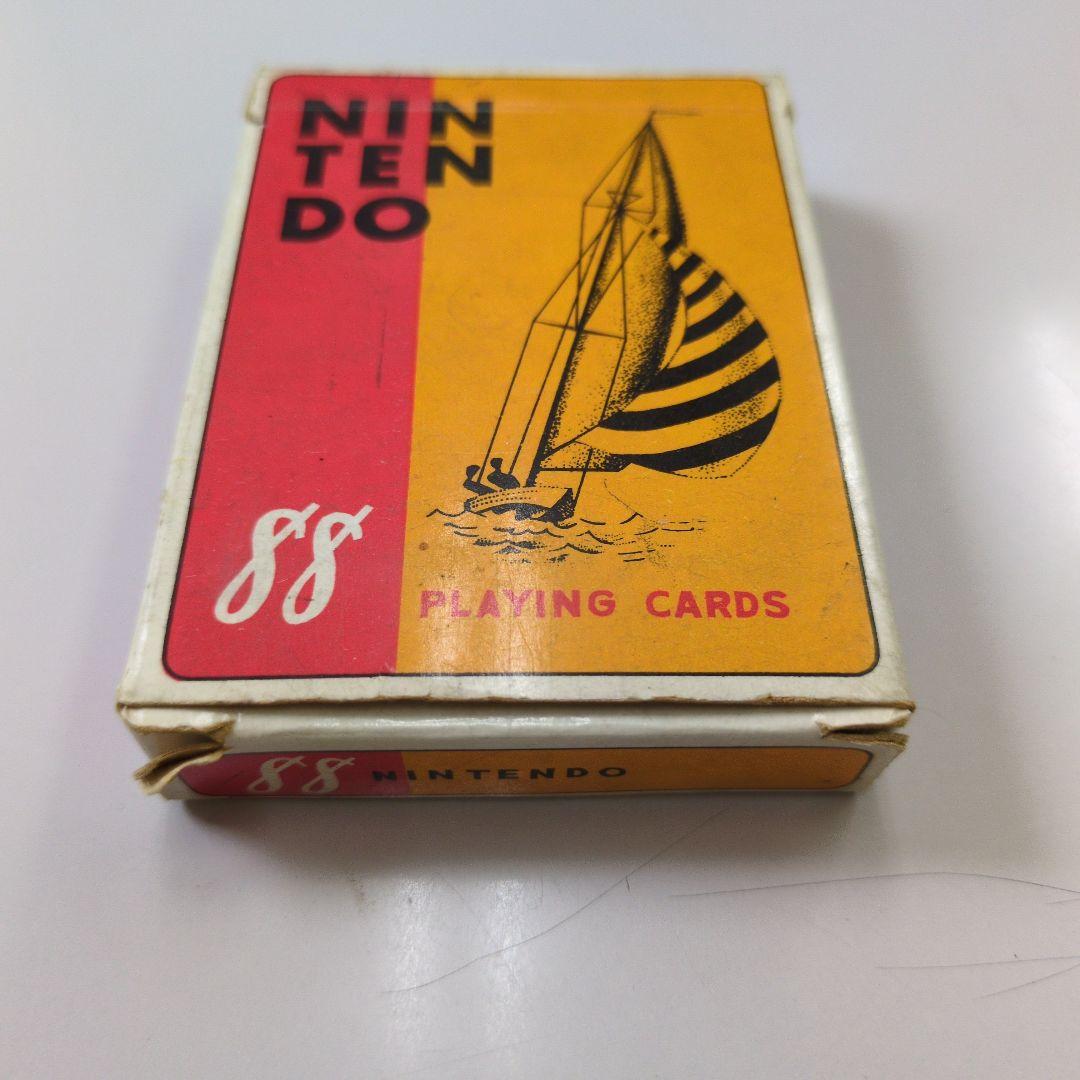 NIN
TEN
DO
88
PLAYING CARDS
88 NINTENDO